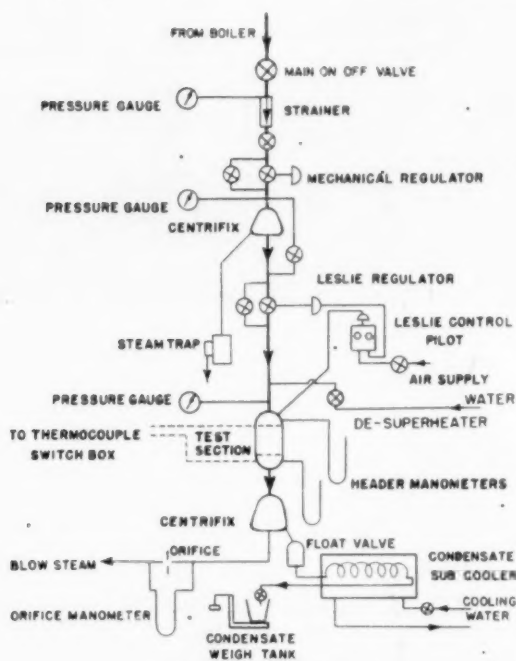 FROM BOILER
MAIN ON OFF VALVE
PRESSURE GAUGE
STRAINER
MECHANICAL REGULATOR
PRESSURE GAUGE
CENTRIFIX
LESLIE REGULATOR
LESLIE CONTROL
PILOT
STEAM TRAP
AIR SUPPLY
PRESSURE GAUGE
WATER
DE-SUPERHEATER
TO THERMOCOUPLE
SWITCH BOX
TEST
SECTION
HEADER MANOMETERS
CENTRIFIX
FLOAT VALVE
CONDENSATE
SUB COOLER
BLOW STEAM
ORIFICE
COOLING
WATER
ORIFICE MANOMETER
CONDENSATE
WEIGH TANK